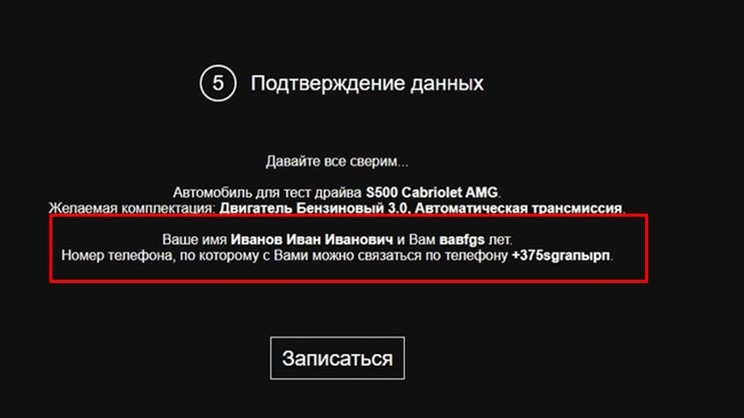 5 Подтверждение данных
Давайте все сверим...
Автомобиль для тест драйва S500 Cabriolet AMG.
Желаемая комплектация: Двигатель Бензиновый 3.0, Автоматическая трансмиссия.
Ваше имя Иванов Иван Иванович и Вам вавfgs лет.
Номер телефона, по которому с Вами можно связаться по телефону +375sgrапырп.
Записаться